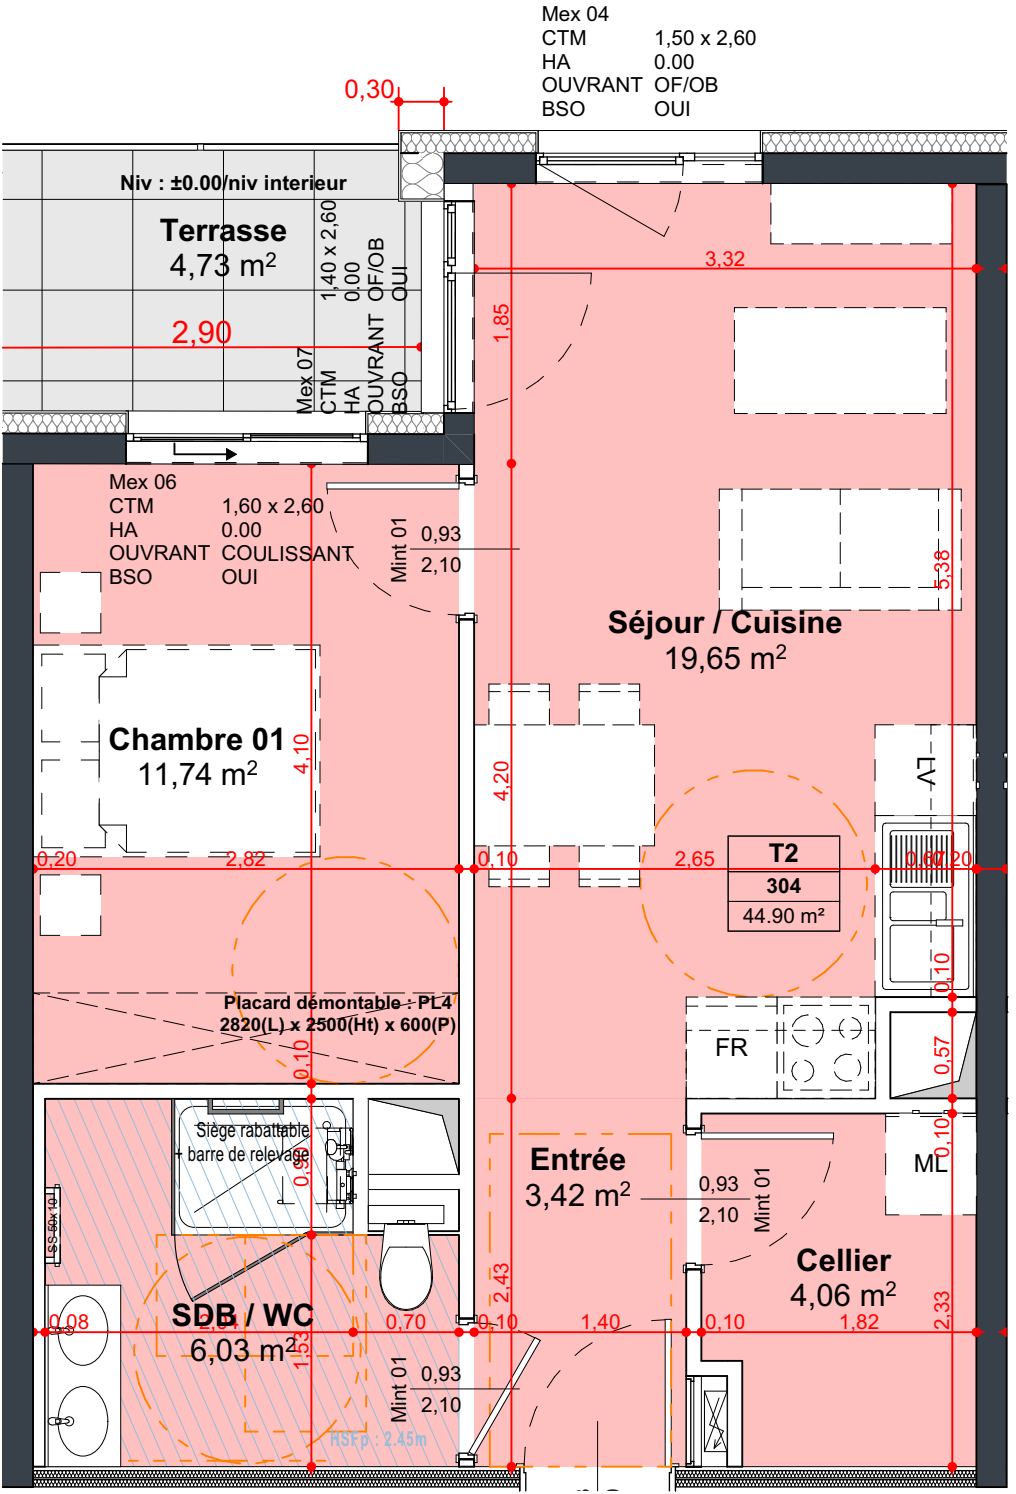 Mex 04
CTM 1,50 x 2,60
HA 0.00
OUVRANT OF/OB
BSO OUI
0,30
Niv : ±0.00/niv interieur
Terrasse
4,73 m²
2,90
Mex 07
CTM 1,40 x 2,60
HA 0.00
OUVRANT OF/OB
BSO OUI
3,32
1,85
Mex 06
CTM 1,60 x 2,60
HA 0.00
OUVRANT COULISSANT
BSO OUI
Mint 01
0,93
2,10
5,38
Séjour / Cuisine
19,65 m²
Chambre 01
11,74 m²
4,10
4,20
LV
0,20
2,82
0,10
2,65
0,67
0,20
T2
304
44.90 m²
0,10
Placard démontable : PL4
2820(L) x 2500(Ht) x 600(P)
0,10
FR
0,57
Siège rabattable
+ barre de relevage
0,90
Entrée
3,42 m²
0,93
2,10
Mint 01
0,10
ML
SS 50x10
Cellier
4,06 m²
2,43
2,33
SDB / WC
6,03 m²
0,08
0,70
0,10
1,40
0,10
1,82
1,53
Mint 01
0,93
2,10
HSFp : 2.45m